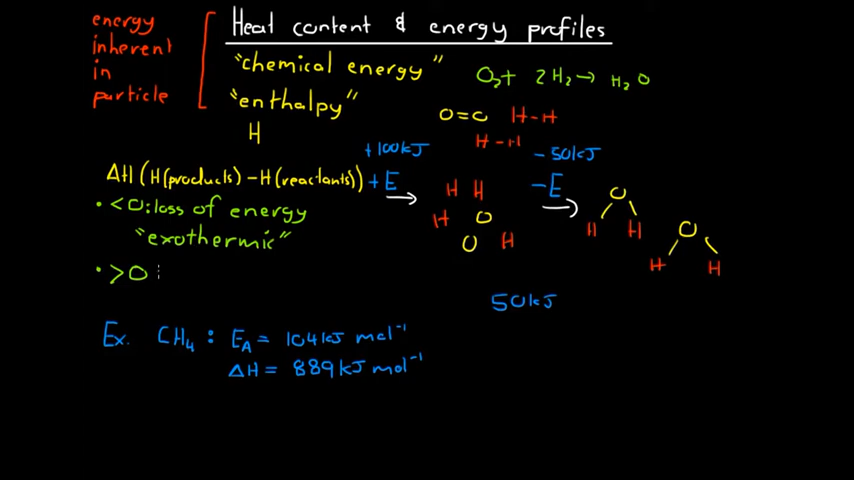 energy
inherent
in
particle
Heat content & energy profiles
"chemical energy"
"enthalpy"
H
O2+ 2H2→ H2O
O=O H-H
H-H
+100kJ
-50kJ
ΔH (H(products) - H(reactants)) +E
→
-E
→
H H
H O
O H
O
H H
O
H H
• <0: loss of energy
"exothermic"
• >0 :
50kJ
Ex. CH4 : EA = 104kJ mol⁻¹
ΔH = 889kJ mol⁻¹